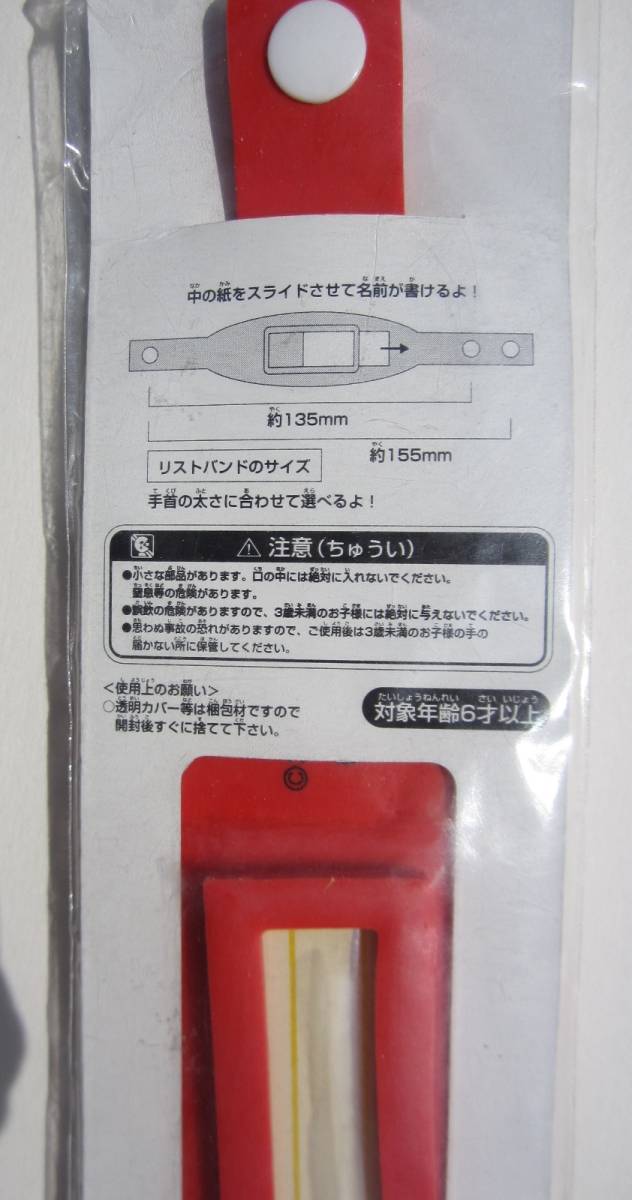 中の紙をスライドさせて名前が書けるよ！
約135mm
約155mm
リストバンドのサイズ
手首の太さに合わせて選べるよ！
⚠ 注意(ちゅうい)
●小さな部品があります。口の中には絶対に入れないでください。
窒息等の危険があります。
●誤飲の危険がありますので、3歳未満のお子様には絶対に与えないでください。
●思わぬ事故の恐れがありますので、ご使用後は3歳未満のお子様の手の
届かない所に保管してください。
<使用上のお願い>
○透明カバー等は梱包材ですので
開封後すぐに捨てて下さい。
対象年齢6才以上